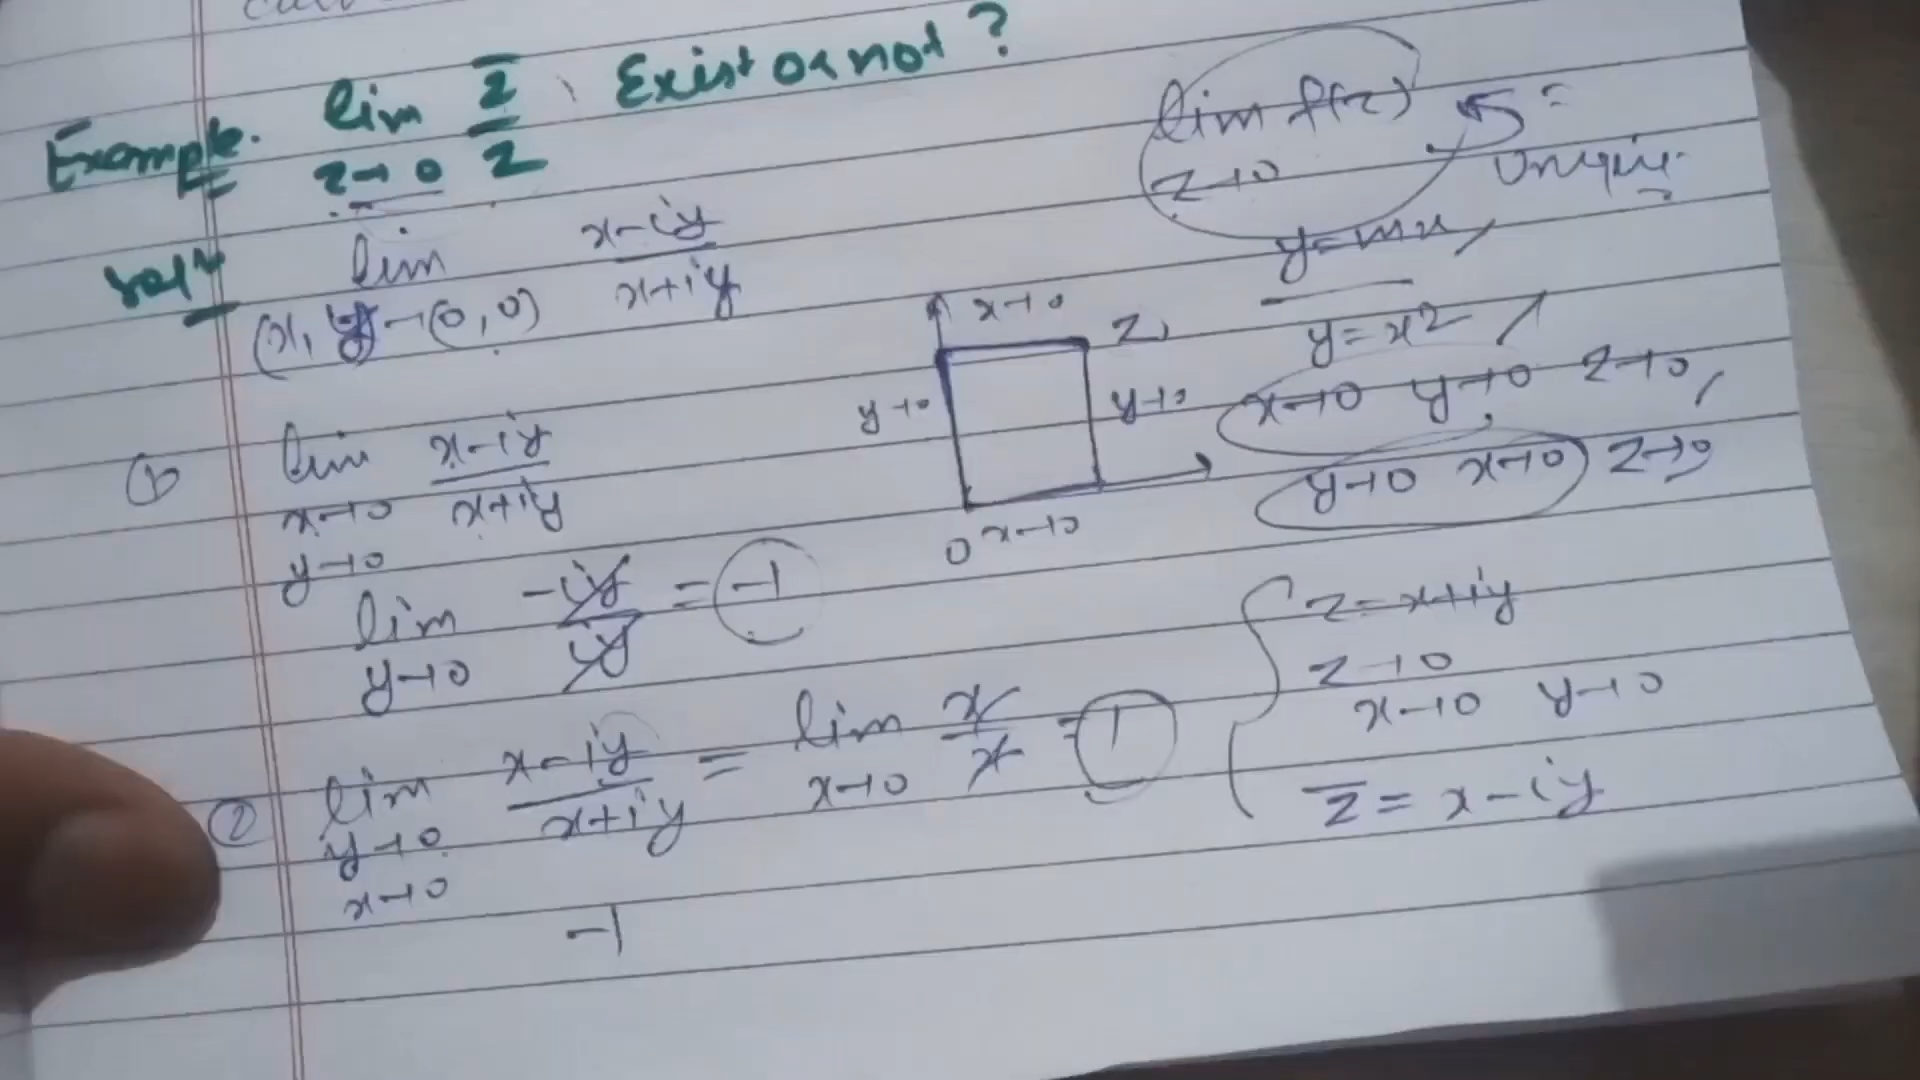 Example. lim z̄ Exist or not ?
z→0 z
Solⁿ lim x-iy
(x, y)→(0,0) x+iy
① lim x-iy
x→0 x+iy
y→0
lim -iy = -1
y→0 iy
② lim x-iy = lim x = 1
y→0 x+iy x→0 x
x→0
-1
x→0
z
y→0 y→0
0 x→0
lim f(z) 5 =
z→0 Unique
y=mx
y=x²
x→0 y→0 z→0
y→0 x→0 z→0
z=x+iy
z→0
x→0 y→0
z̄ = x-iy